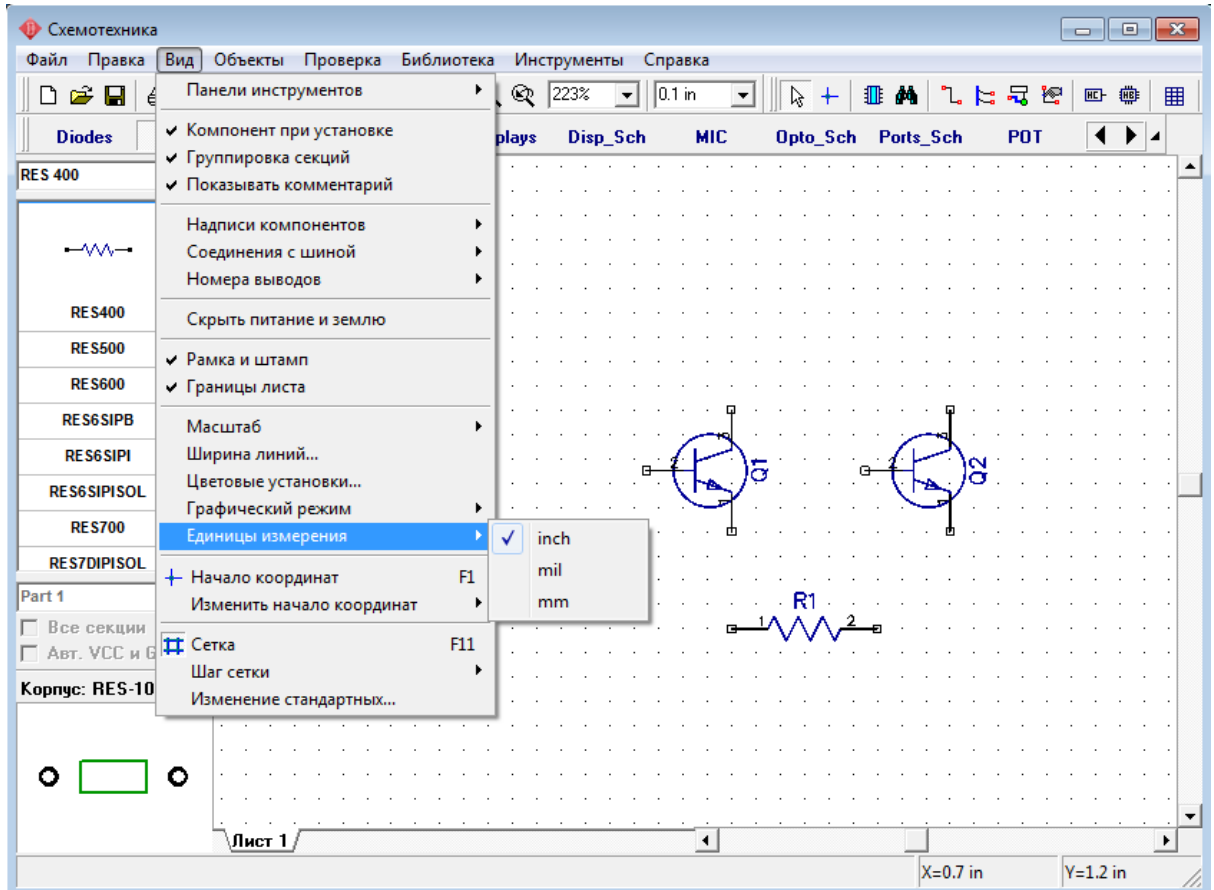 Схемотехника
Файл Правка Вид Объекты Проверка Библиотека Инструменты Справка
223% 0.1 in
Diodes plays Disp_Sch MIC Opto_Sch Ports_Sch POT
RES 400
RES400
RES500
RES600
RES6SIPB
RES6SIPI
RES6SIPISOL
RES700
RES7DIPISOL
Part 1
Все секции
Авт. VCC и G
Корпус: RES-10
Панели инструментов
Компонент при установке
Группировка секций
Показывать комментарий
Надписи компонентов
Соединения с шиной
Номера выводов
Скрыть питание и землю
Рамка и штамп
Границы листа
Масштаб
Ширина линий...
Цветовые установки...
Графический режим
Единицы измерения
Начало координат F1
Изменить начало координат
Сетка F11
Шаг сетки
Изменение стандартных...
inch
mil
mm
2 Q1
2 Q2
R1
1 2
Лист 1
X=0.7 in Y=1.2 in